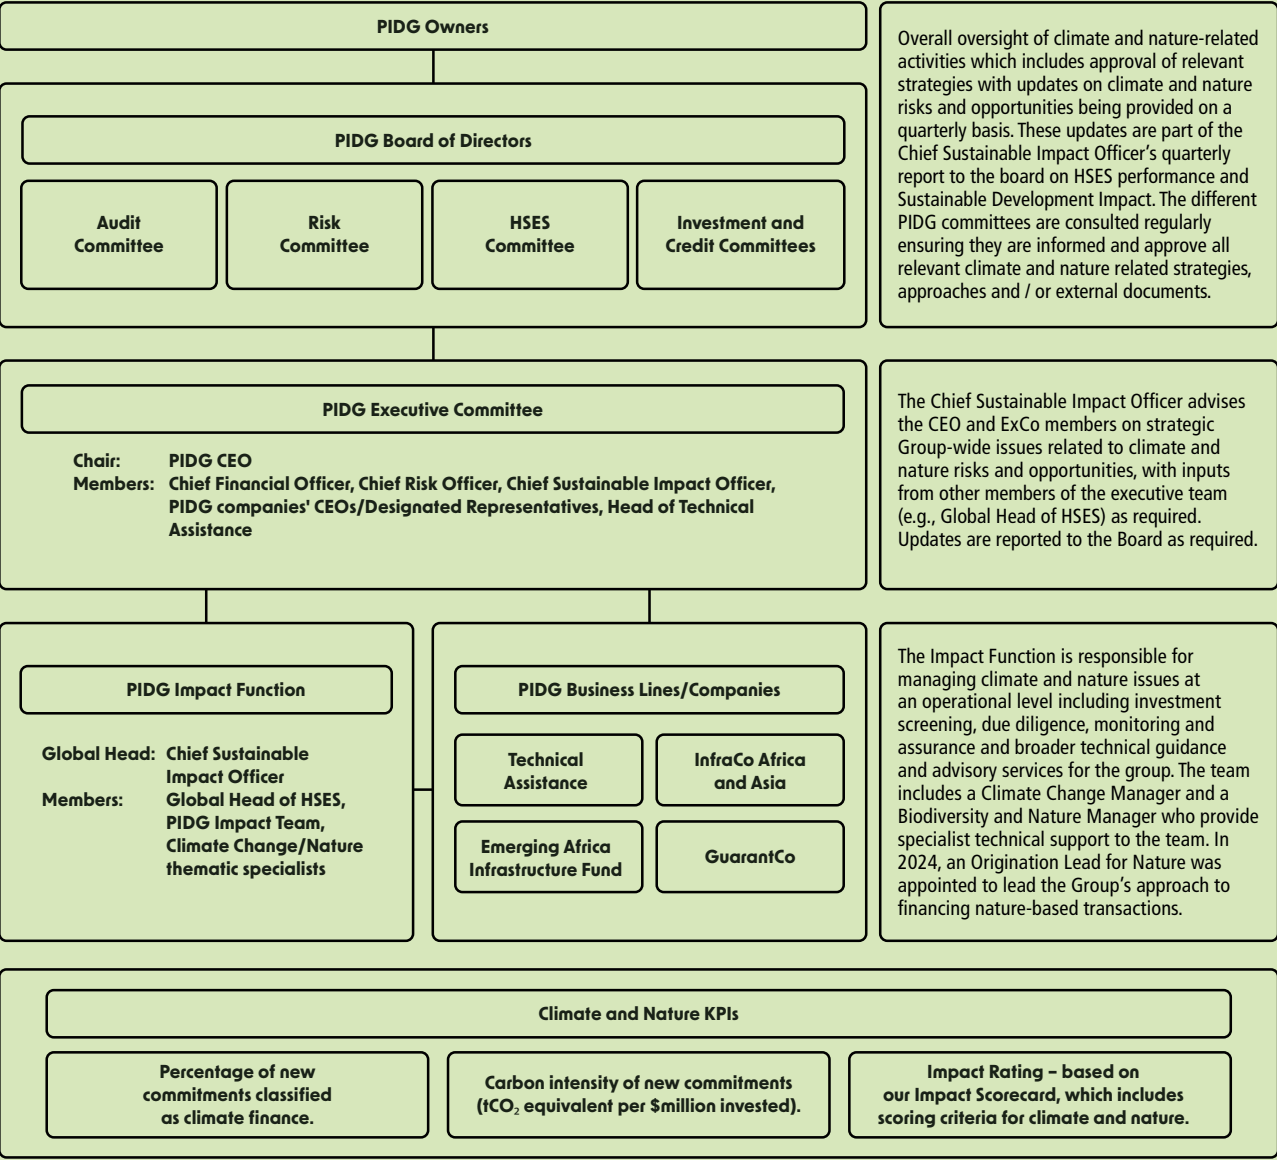 PIDG Owners
PIDG Board of Directors
Audit
Committee
Risk
Committee
HSES
Committee
Investment and
Credit Committees
Overall oversight of climate and nature-related
activities which includes approval of relevant
strategies with updates on climate and nature
risks and opportunities being provided on a
quarterly basis. These updates are part of the
Chief Sustainable Impact Officer's quarterly
report to the board on HSES performance and
Sustainable Development Impact. The different
PIDG committees are consulted regularly
ensuring they are informed and approve all
relevant climate and nature related strategies,
approaches and / or external documents.
PIDG Executive Committee
Chair: PIDG CEO
Members: Chief Financial Officer, Chief Risk Officer, Chief Sustainable Impact Officer,
PIDG companies' CEOs/Designated Representatives, Head of Technical
Assistance
The Chief Sustainable Impact Officer advises
the CEO and ExCo members on strategic
Group-wide issues related to climate and
nature risks and opportunities, with inputs
from other members of the executive team
(e.g., Global Head of HSES) as required.
Updates are reported to the Board as required.
PIDG Impact Function
Global Head: Chief Sustainable
Impact Officer
Members: Global Head of HSES,
PIDG Impact Team,
Climate Change/Nature
thematic specialists
PIDG Business Lines/Companies
Technical
Assistance
InfraCo Africa
and Asia
Emerging Africa
Infrastructure Fund
GuarantCo
The Impact Function is responsible for
managing climate and nature issues at
an operational level including investment
screening, due diligence, monitoring and
assurance and broader technical guidance
and advisory services for the group. The team
includes a Climate Change Manager and a
Biodiversity and Nature Manager who provide
specialist technical support to the team. In
2024, an Origination Lead for Nature was
appointed to lead the Group's approach to
financing nature-based transactions.
Climate and Nature KPIs
Percentage of new
commitments classified
as climate finance.
Carbon intensity of new commitments
(tCO₂ equivalent per $million invested).
Impact Rating – based on
our Impact Scorecard, which includes
scoring criteria for climate and nature.